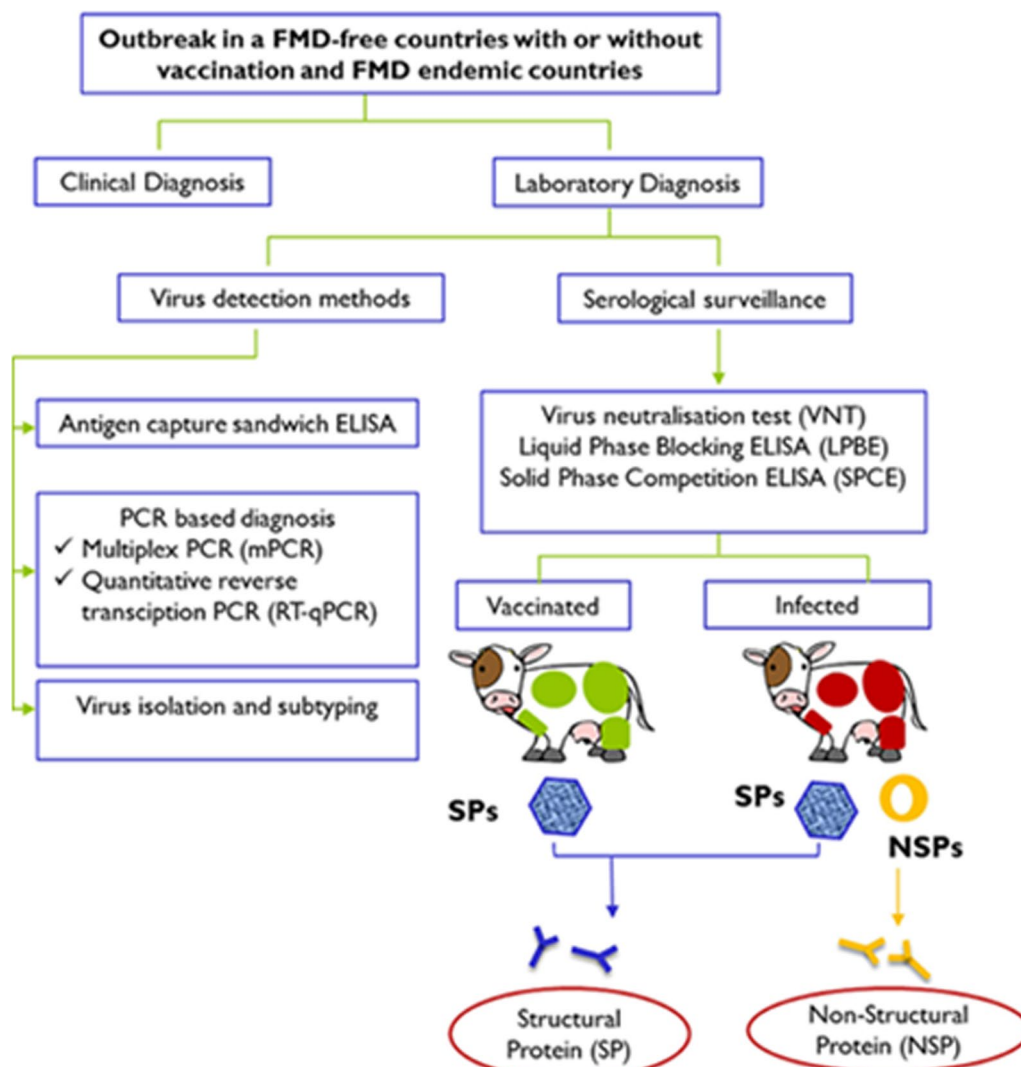 Outbreak in a FMD-free countries with or without
vaccination and FMD endemic countries
Clinical Diagnosis
Laboratory Diagnosis
Virus detection methods
Serological surveillance
Antigen capture sandwich ELISA
PCR based diagnosis
✓ Multiplex PCR (mPCR)
✓ Quantitative reverse
transciption PCR (RT-qPCR)
Virus isolation and subtyping
Virus neutralisation test (VNT)
Liquid Phase Blocking ELISA (LPBE)
Solid Phase Competition ELISA (SPCE)
Vaccinated
Infected
SPs
SPs
NSPs
Structural
Protein (SP)
Non-Structural
Protein (NSP)